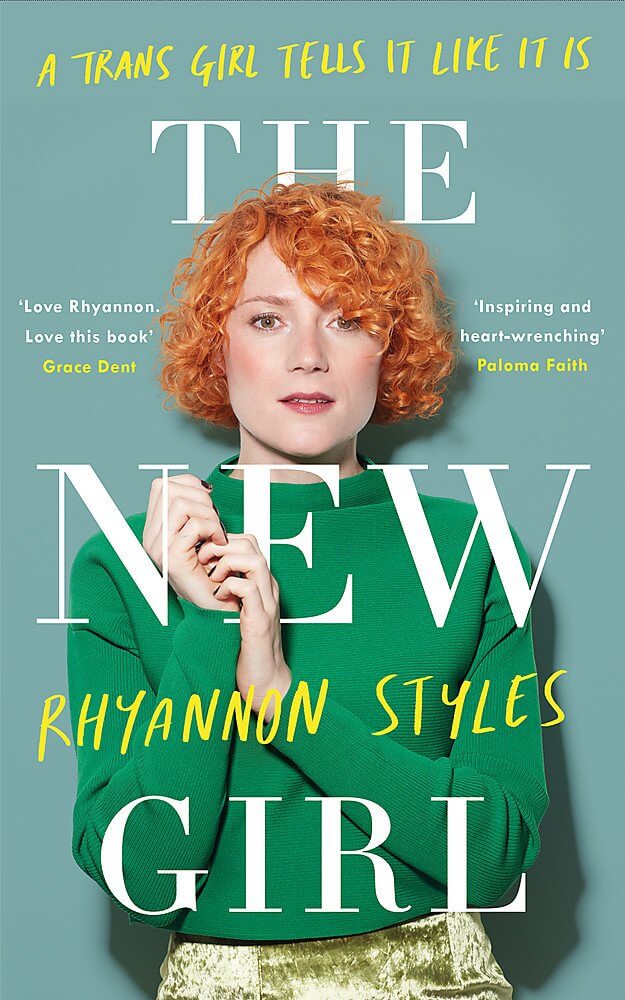 A TRANS GIRL TELLS IT LIKE IT IS
THE
‘Love Rhyannon.
Love this book’
Grace Dent
‘Inspiring and
heart-wrenching’
Paloma Faith
NEW
RHYANNON STYLES
GIRL